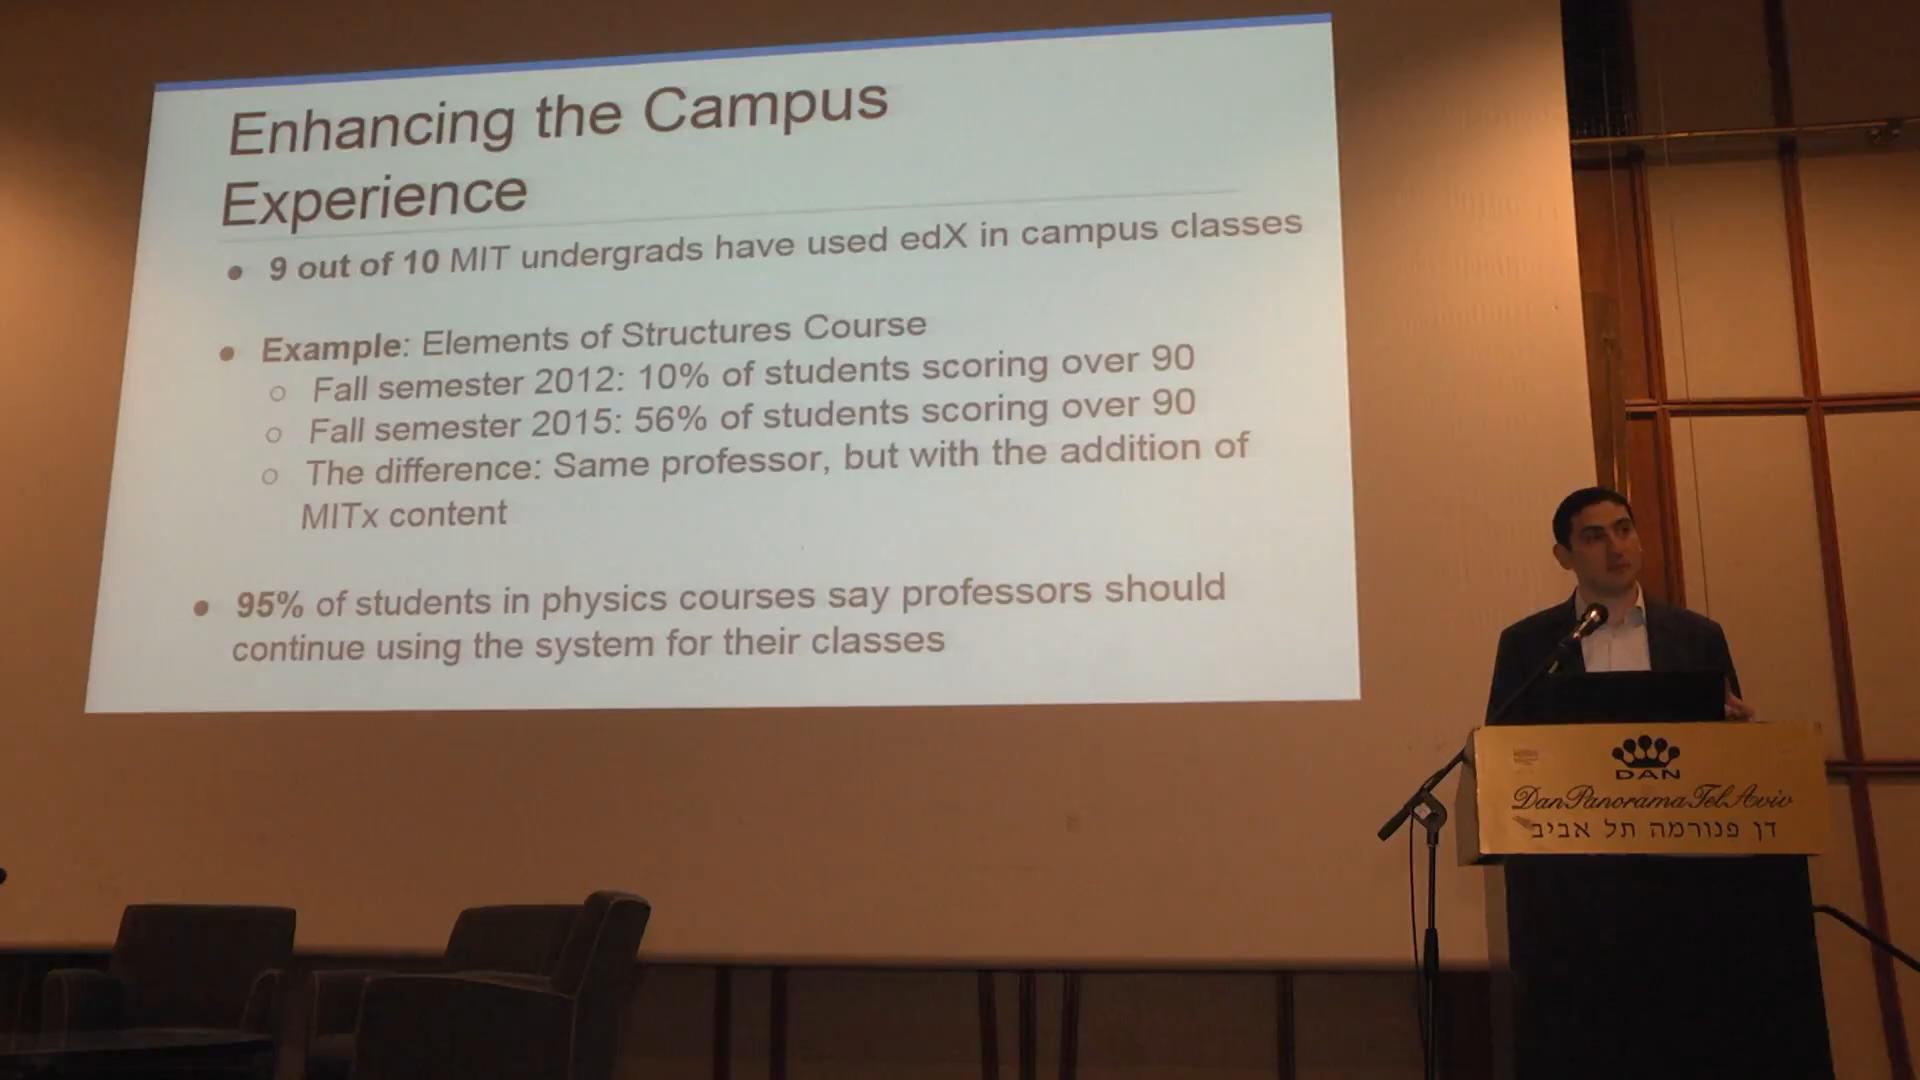 Enhancing the Campus
Experience
• 9 out of 10 MIT undergrads have used edX in campus classes
• Example: Elements of Structures Course
○ Fall semester 2012: 10% of students scoring over 90
○ Fall semester 2015: 56% of students scoring over 90
○ The difference: Same professor, but with the addition of
MITx content
• 95% of students in physics courses say professors should
continue using the system for their classes
DAN
Dan Panorama Tel Aviv
דן פנורמה תל אביב